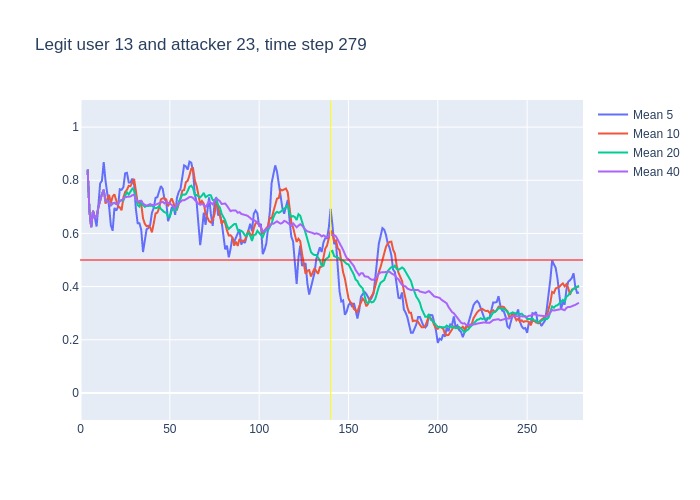 Legit user 13 and attacker 23, time step 279
Mean 5
Mean 10
Mean 20
Mean 40
1
0.8
0.6
0.4
0.2
0
0 50 100 150 200 250